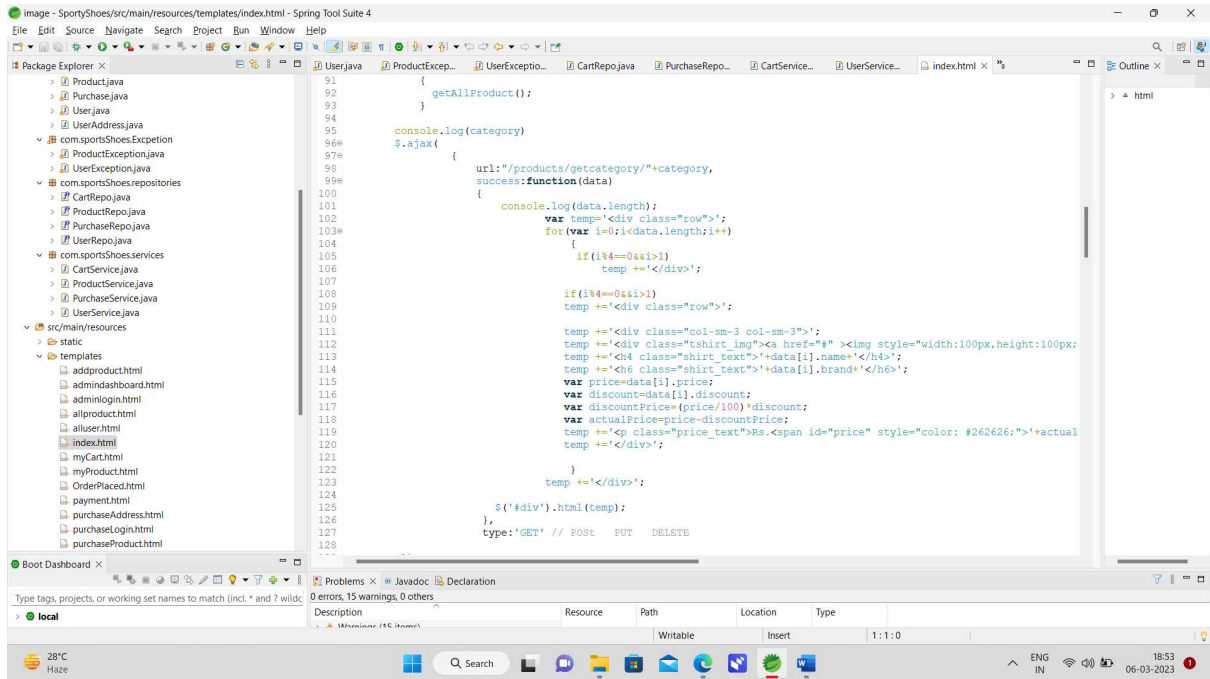 image - SportyShoes/src/main/resources/templates/index.html - Spring Tool Suite 4
File Edit Source Navigate Search Project Run Window Help
Package Explorer
Product.java
Purchase.java
User.java
UserAddress.java
com.sportsShoes.Excpetion
ProductException.java
UserException.java
com.sportsShoes.repositories
CartRepo.java
ProductRepo.java
PurchaseRepo.java
UserRepo.java
com.sportsShoes.services
CartService.java
ProductService.java
PurchaseService.java
UserService.java
src/main/resources
static
templates
addproduct.html
admindashboard.html
adminlogin.html
allproduct.html
alluser.html
index.html
myCart.html
myProduct.html
OrderPlaced.html
payment.html
purchaseAddress.html
purchaseLogin.html
purchaseProduct.html
Boot Dashboard
Type tags, projects, or working set names to match (incl. * and ? wildc
local
User.java ProductExcep... UserExceptio... CartRepo.java PurchaseRepo... CartService... UserService... index.html »9
91 {
92 getAllProduct();
93 }
94
95 console.log(category)
96 $.ajax(
97 {
98 url:"/products/getcategory/"+category,
99 success:function(data)
100 {
101 console.log(data.length);
102 var temp='<div class="row">';
103 for(var i=0;i<data.length;i++)
104 {
105 if(i%4==0&&i>1)
106 temp +='</div>';
107
108 if(i%4==0&&i>1)
109 temp +='<div class="row">';
110
111 temp +='<div class="col-sm-3 col-sm-3">';
112 temp +='<div class="tshirt_img"><a href="#" ><img style="width:100px,height:100px;
113 temp +='<h4 class="shirt_text">'+data[i].name+'</h4>';
114 temp +='<h6 class="shirt_text">'+data[i].brand+'</h6>';
115 var price=data[i].price;
116 var discount=data[i].discount;
117 var discountPrice=(price/100)*discount;
118 var actualPrice=price-discountPrice;
119 temp +='<p class="price_text">Rs.<span id="price" style="color: #262626;">'+actual
120 temp +='</div>';
121
122 }
123 temp +='</div>';
124
125 $('#div').html(temp);
126 },
127 type:'GET' // POSt PUT DELETE
128
Outline
html
Problems Javadoc Declaration
0 errors, 15 warnings, 0 others
Description Resource Path Location Type
Warnings (15 items)
Writable Insert 1 : 1 : 0
28°C
Haze
Search
ENG
IN
18:53
06-03-2023
1